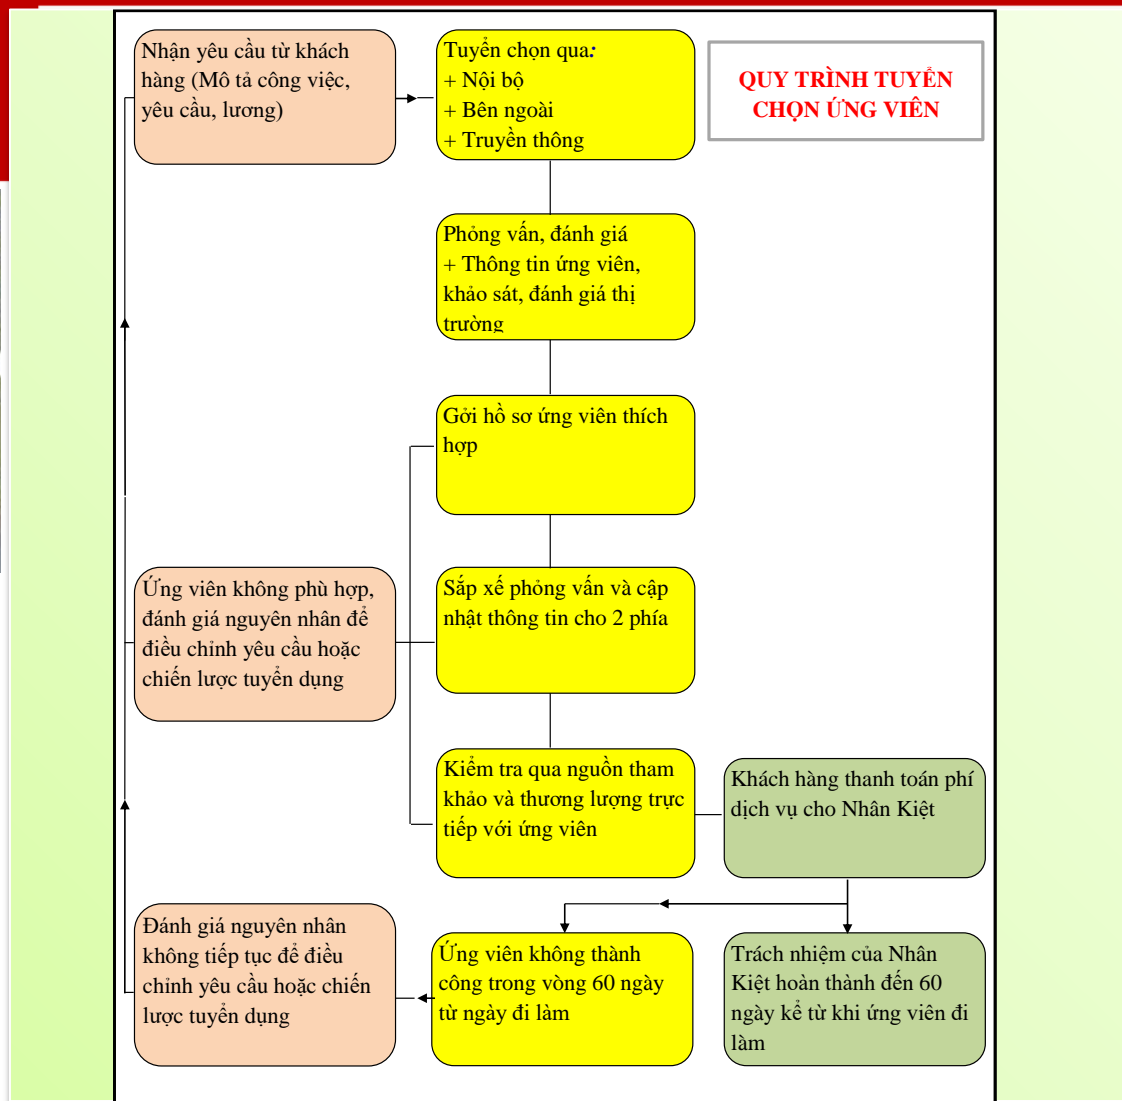 Nhận yêu cầu từ khách
hàng (Mô tả công việc,
yêu cầu, lương)
Tuyển chọn qua:
+ Nội bộ
+ Bên ngoài
+ Truyền thông
QUY TRÌNH TUYỂN
CHỌN ỨNG VIÊN
Phỏng vấn, đánh giá
+ Thông tin ứng viên,
khảo sát, đánh giá thị
trường
Gởi hồ sơ ứng viên thích
hợp
Ứng viên không phù hợp,
đánh giá nguyên nhân để
điều chỉnh yêu cầu hoặc
chiến lược tuyển dụng
Sắp xế phỏng vấn và cập
nhật thông tin cho 2 phía
Kiểm tra qua nguồn tham
khảo và thương lượng trực
tiếp với ứng viên
Khách hàng thanh toán phí
dịch vụ cho Nhân Kiệt
Đánh giá nguyên nhân
không tiếp tục để điều
chỉnh yêu cầu hoặc chiến
lược tuyển dụng
Ứng viên không thành
công trong vòng 60 ngày
từ ngày đi làm
Trách nhiệm của Nhân
Kiệt hoàn thành đến 60
ngày kể từ khi ứng viên đi
làm